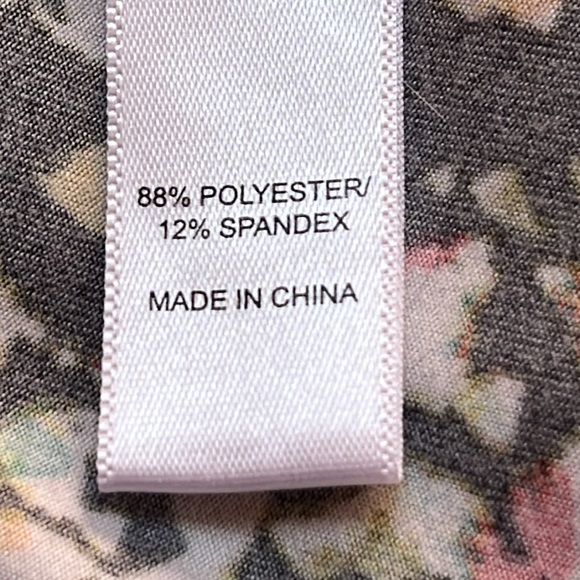 88% POLYESTER/
12% SPANDEX
MADE IN CHINA